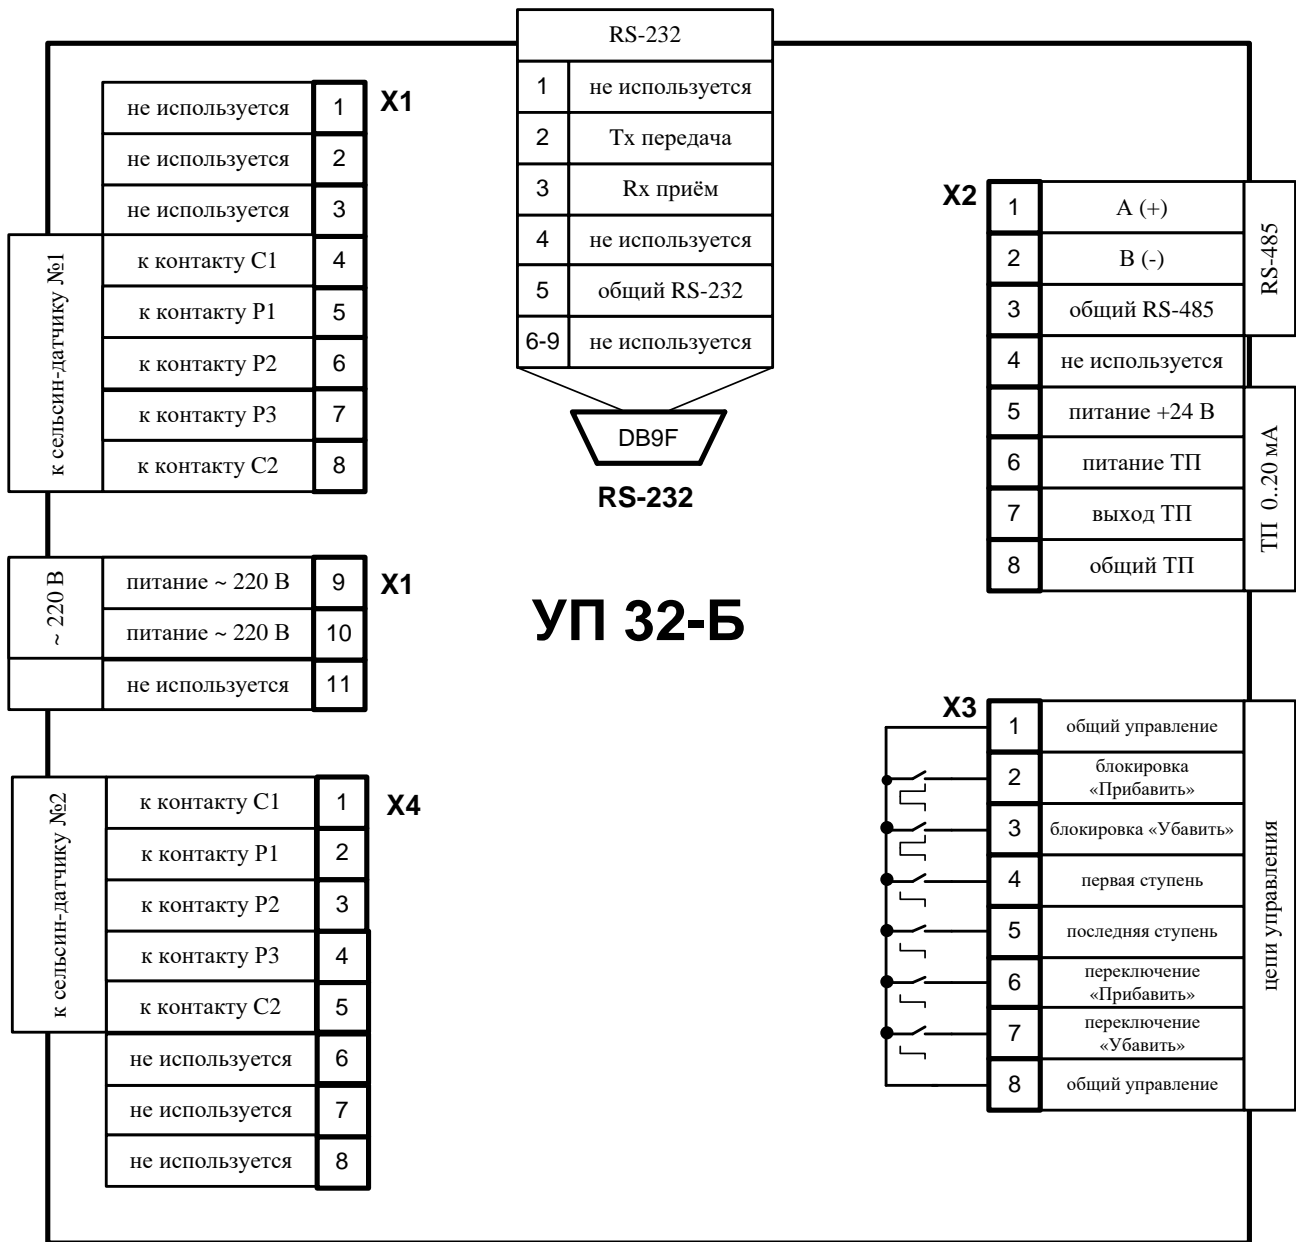 RS-232
1 не используется
2 Tx передача
3 Rx приём
4 не используется
5 общий RS-232
6-9 не используется
DB9F
RS-232
X1
не используется 1
не используется 2
не используется 3
к сельсин-датчику №1
к контакту С1 4
к контакту Р1 5
к контакту Р2 6
к контакту Р3 7
к контакту С2 8
X1
~ 220 В
питание ~ 220 В 9
питание ~ 220 В 10
не используется 11
УП 32-Б
X4
к сельсин-датчику №2
к контакту С1 1
к контакту Р1 2
к контакту Р2 3
к контакту Р3 4
к контакту С2 5
не используется 6
не используется 7
не используется 8
X2
1 А (+)
2 В (-)
3 общий RS-485
RS-485
4 не используется
5 питание +24 В
6 питание ТП
7 выход ТП
8 общий ТП
ТП 0..20 мА
X3
1 общий управление
2 блокировка
«Прибавить»
3 блокировка «Убавить»
4 первая ступень
5 последняя ступень
6 переключение
«Прибавить»
7 переключение
«Убавить»
8 общий управление
цепи управления